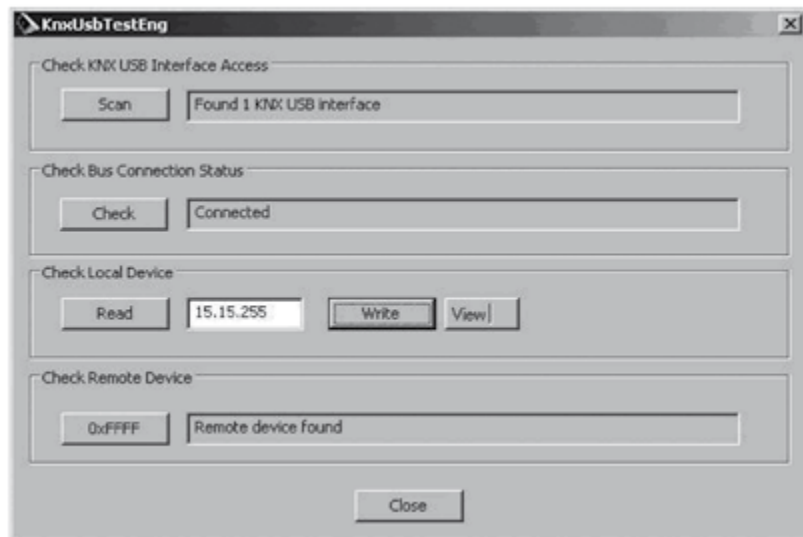 KnxUsbTestEng
Check KNX USB Interface Access
Scan Found 1 KNX USB interface
Check Bus Connection Status
Check Connected
Check Local Device
Read 15.15.255 Write View
Check Remote Device
0xFFFF Remote device found
Close